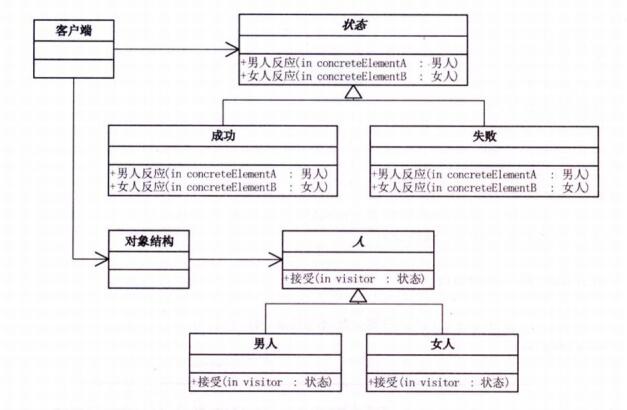 客户端
状态
+男人反应(in concreteElementA : 男人)
+女人反应(in concreteElementB : 女人)
成功
+男人反应(in concreteElementA : 男人)
+女人反应(in concreteElementB : 女人)
失败
+男人反应(in concreteElementA : 男人)
+女人反应(in concreteElementB : 女人)
对象结构
人
+接受(in visitor : 状态)
男人
+接受(in visitor : 状态)
女人
+接受(in visitor : 状态)